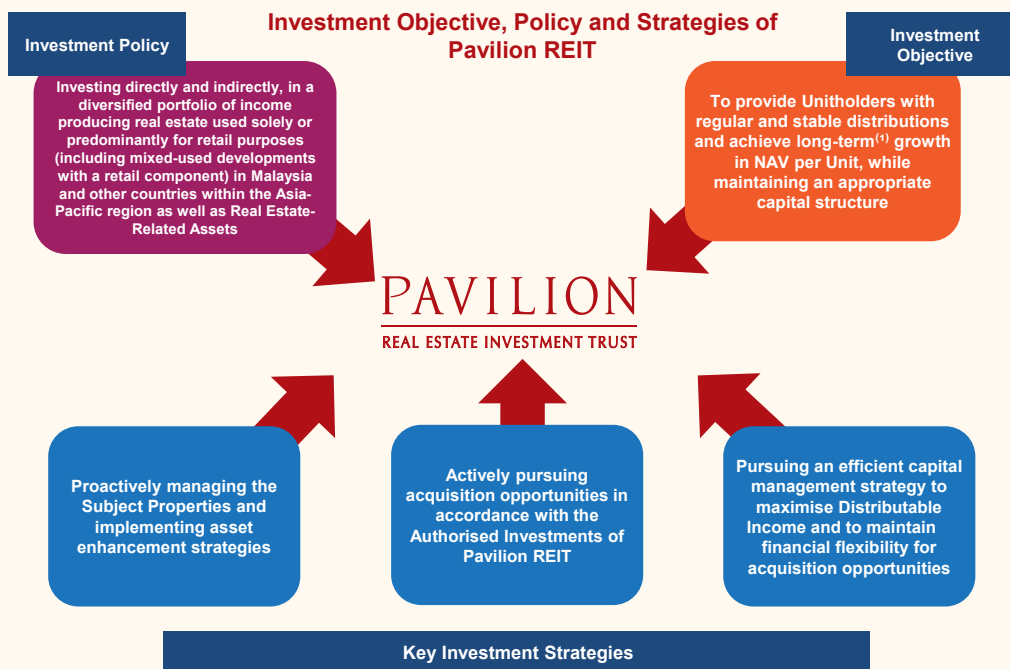 Investment Objective, Policy and Strategies of
Pavilion REIT
Investment Policy
Investment
Objective
Investing directly and indirectly, in a
diversified portfolio of income
producing real estate used solely or
predominantly for retail purposes
(including mixed-used developments
with a retail component) in Malaysia
and other countries within the Asia-
Pacific region as well as Real Estate-
Related Assets
To provide Unitholders with
regular and stable distributions
and achieve long-term(1) growth
in NAV per Unit, while
maintaining an appropriate
capital structure
PAVILION
REAL ESTATE INVESTMENT TRUST
Proactively managing the
Subject Properties and
implementing asset
enhancement strategies
Actively pursuing
acquisition opportunities in
accordance with the
Authorised Investments of
Pavilion REIT
Pursuing an efficient capital
management strategy to
maximise Distributable
Income and to maintain
financial flexibility for
acquisition opportunities
Key Investment Strategies